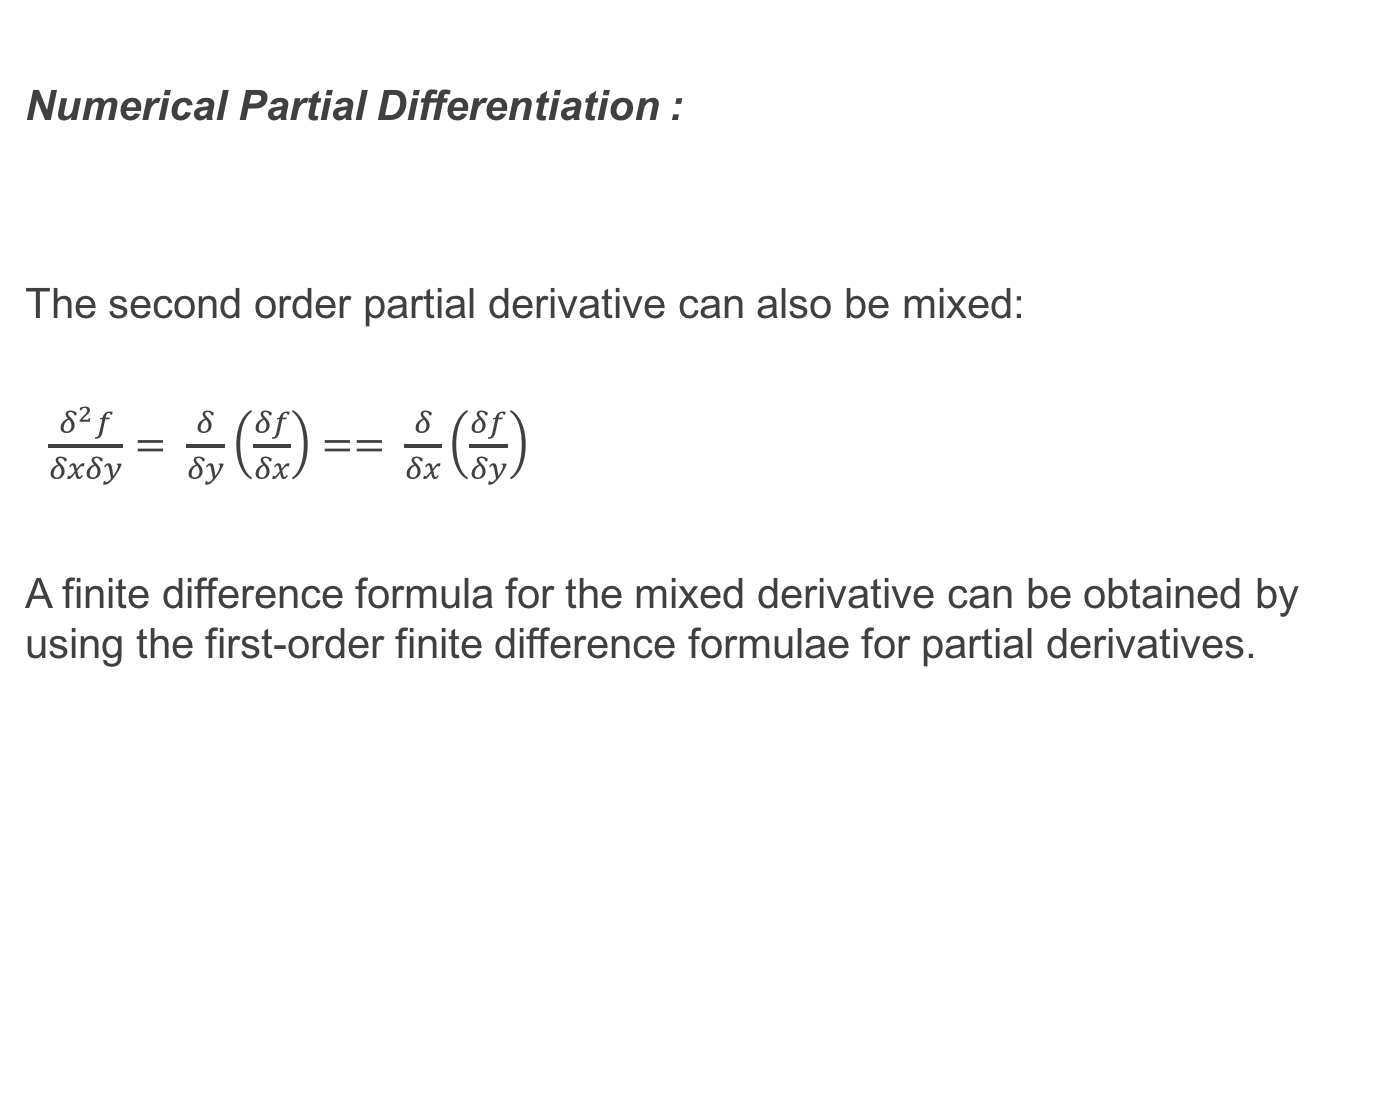 Numerical Partial Differentiation :
The second order partial derivative can also be mixed:
δ²f/δxδy = δ/δy (δf/δx) == δ/δx (δf/δy)
A finite difference formula for the mixed derivative can be obtained by
using the first-order finite difference formulae for partial derivatives.